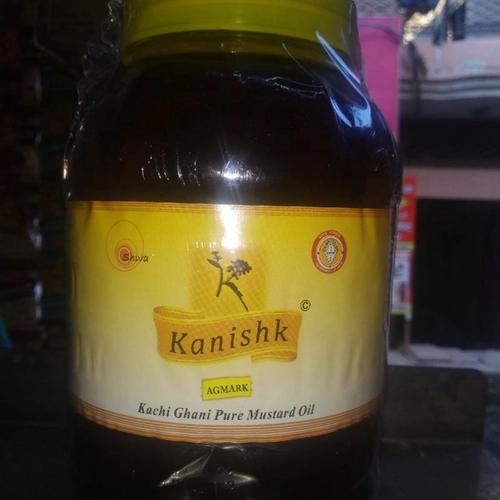 Shiva
Kanishk
©
AGMARK
Kachi Ghani Pure Mustard Oil